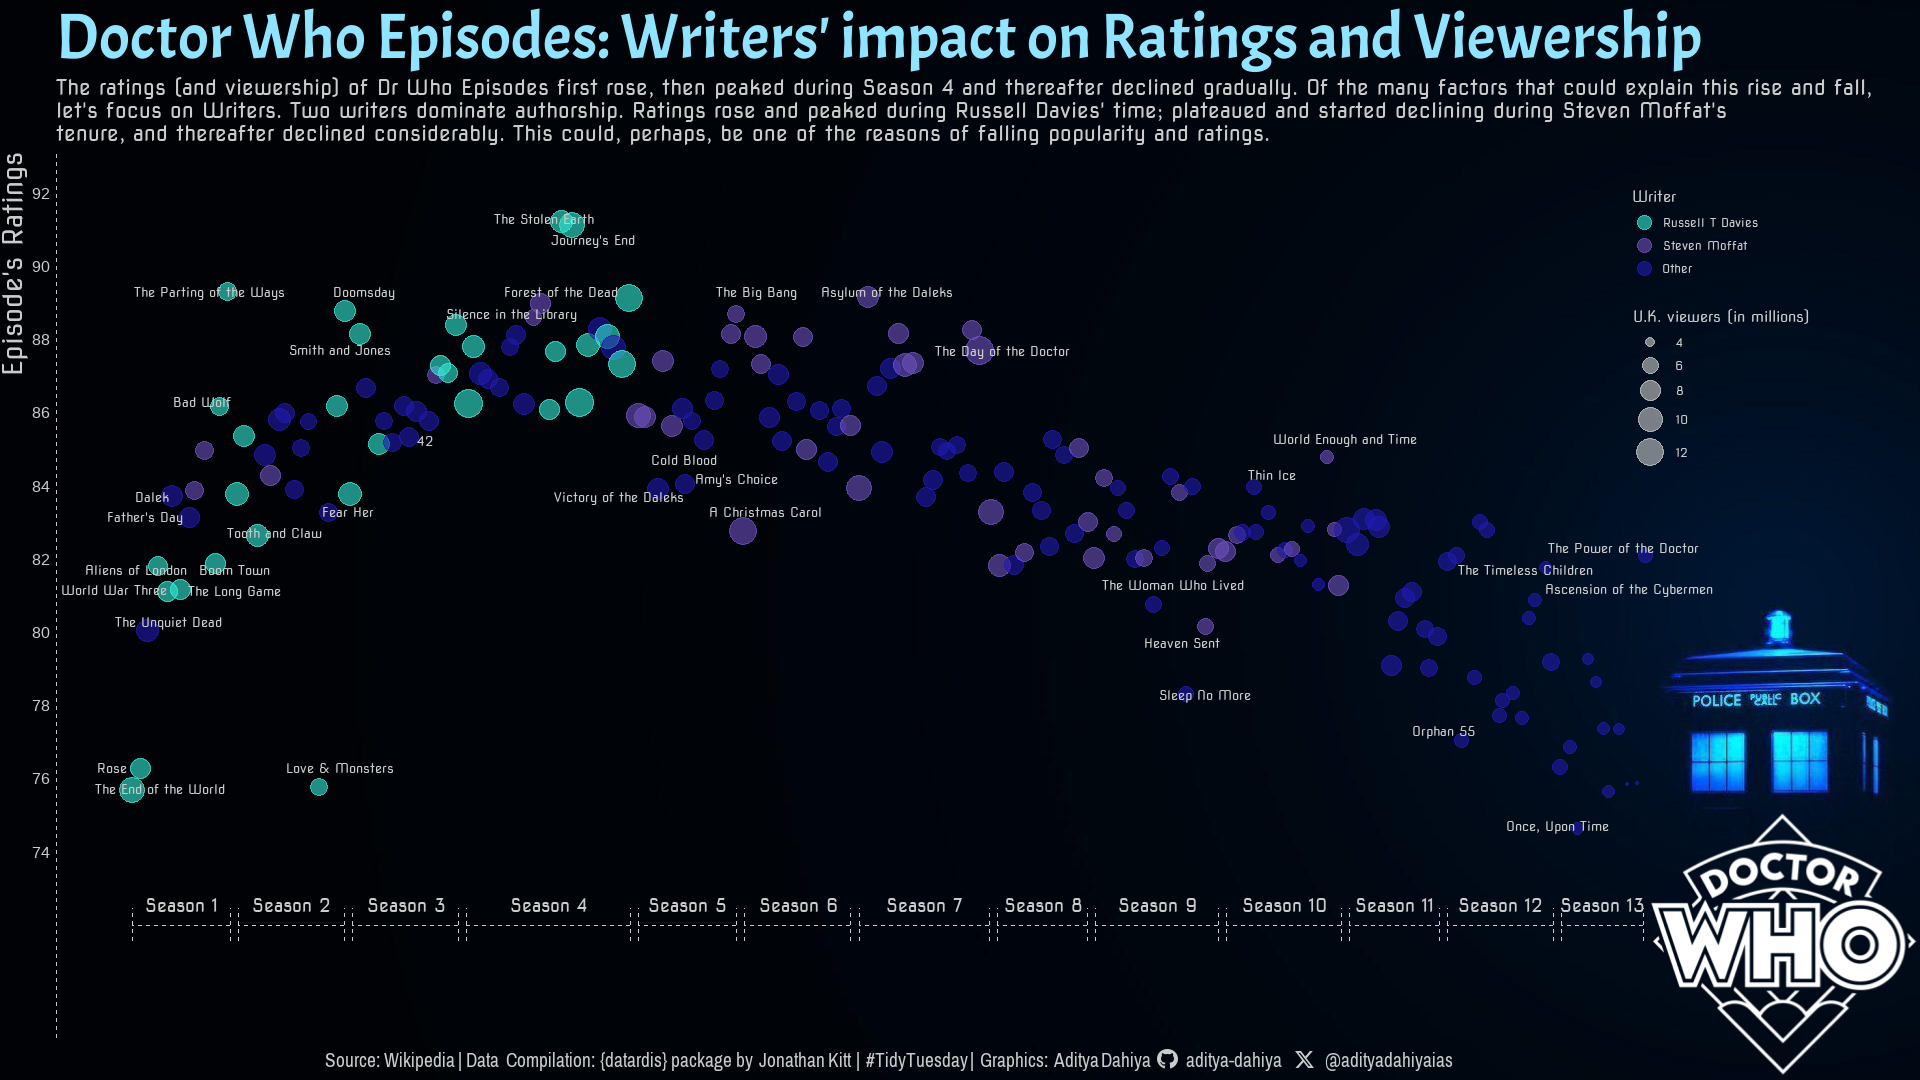 Doctor Who Episodes: Writers' impact on Ratings and Viewership
The ratings (and viewership) of Dr Who Episodes first rose, then peaked during Season 4 and thereafter declined gradually. Of the many factors that could explain this rise and fall,
let's focus on Writers. Two writers dominate authorship. Ratings rose and peaked during Russell Davies' time; plateaued and started declining during Steven Moffat's
tenure, and thereafter declined considerably. This could, perhaps, be one of the reasons of falling popularity and ratings.
Episode's Ratings
92
90
88
86
84
82
80
78
76
74
Writer
Russell T Davies
Steven Moffat
Other
U.K. viewers (in millions)
4
6
8
10
12
The Stolen Earth
Journey's End
The Parting of the Ways
Doomsday
Forest of the Dead
The Big Bang
Asylum of the Daleks
Silence in the Library
Smith and Jones
The Day of the Doctor
Bad Wolf
42
World Enough and Time
Cold Blood
Thin Ice
Amy's Choice
Dalek
Victory of the Daleks
Father's Day
Fear Her
A Christmas Carol
Tooth and Claw
The Power of the Doctor
Aliens of London
Boom Town
The Timeless Children
World War Three
The Long Game
The Woman Who Lived
Ascension of the Cybermen
The Unquiet Dead
Heaven Sent
Sleep No More
Orphan 55
Rose
Love & Monsters
The End of the World
Once, Upon Time
POLICE PUBLIC CALL BOX
Season 1
Season 2
Season 3
Season 4
Season 5
Season 6
Season 7
Season 8
Season 9
Season 10
Season 11
Season 12
Season 13
DOCTOR
WHO
Source: Wikipedia | Data Compilation: {datardis} package by Jonathan Kitt | #TidyTuesday | Graphics: Aditya Dahiya aditya-dahiya X @adityadahiyaias